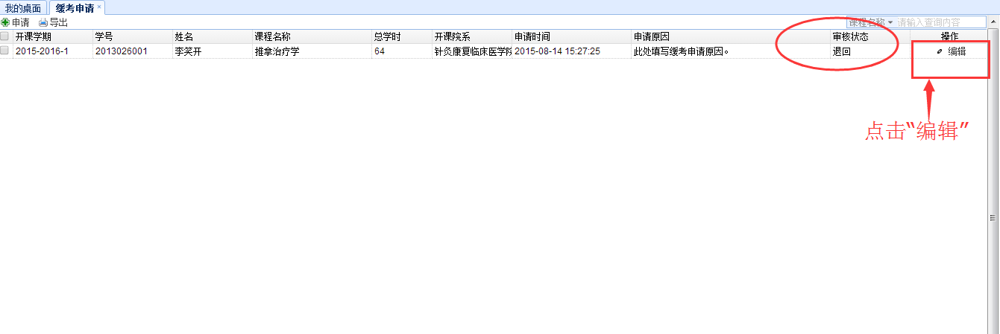 我的桌面 缓考申请 ×
申请 导出 课程名称 请输入查询内容
开课学期 学号 姓名 课程名称 总学时 开课院系 申请时间 申请原因 审核状态 操作
2015-2016-1 2013026001 李笑开 推拿治疗学 64 针灸康复临床医学院 2015-08-14 15:27:25 此处填写缓考申请原因。 退回 编辑
点击“编辑”